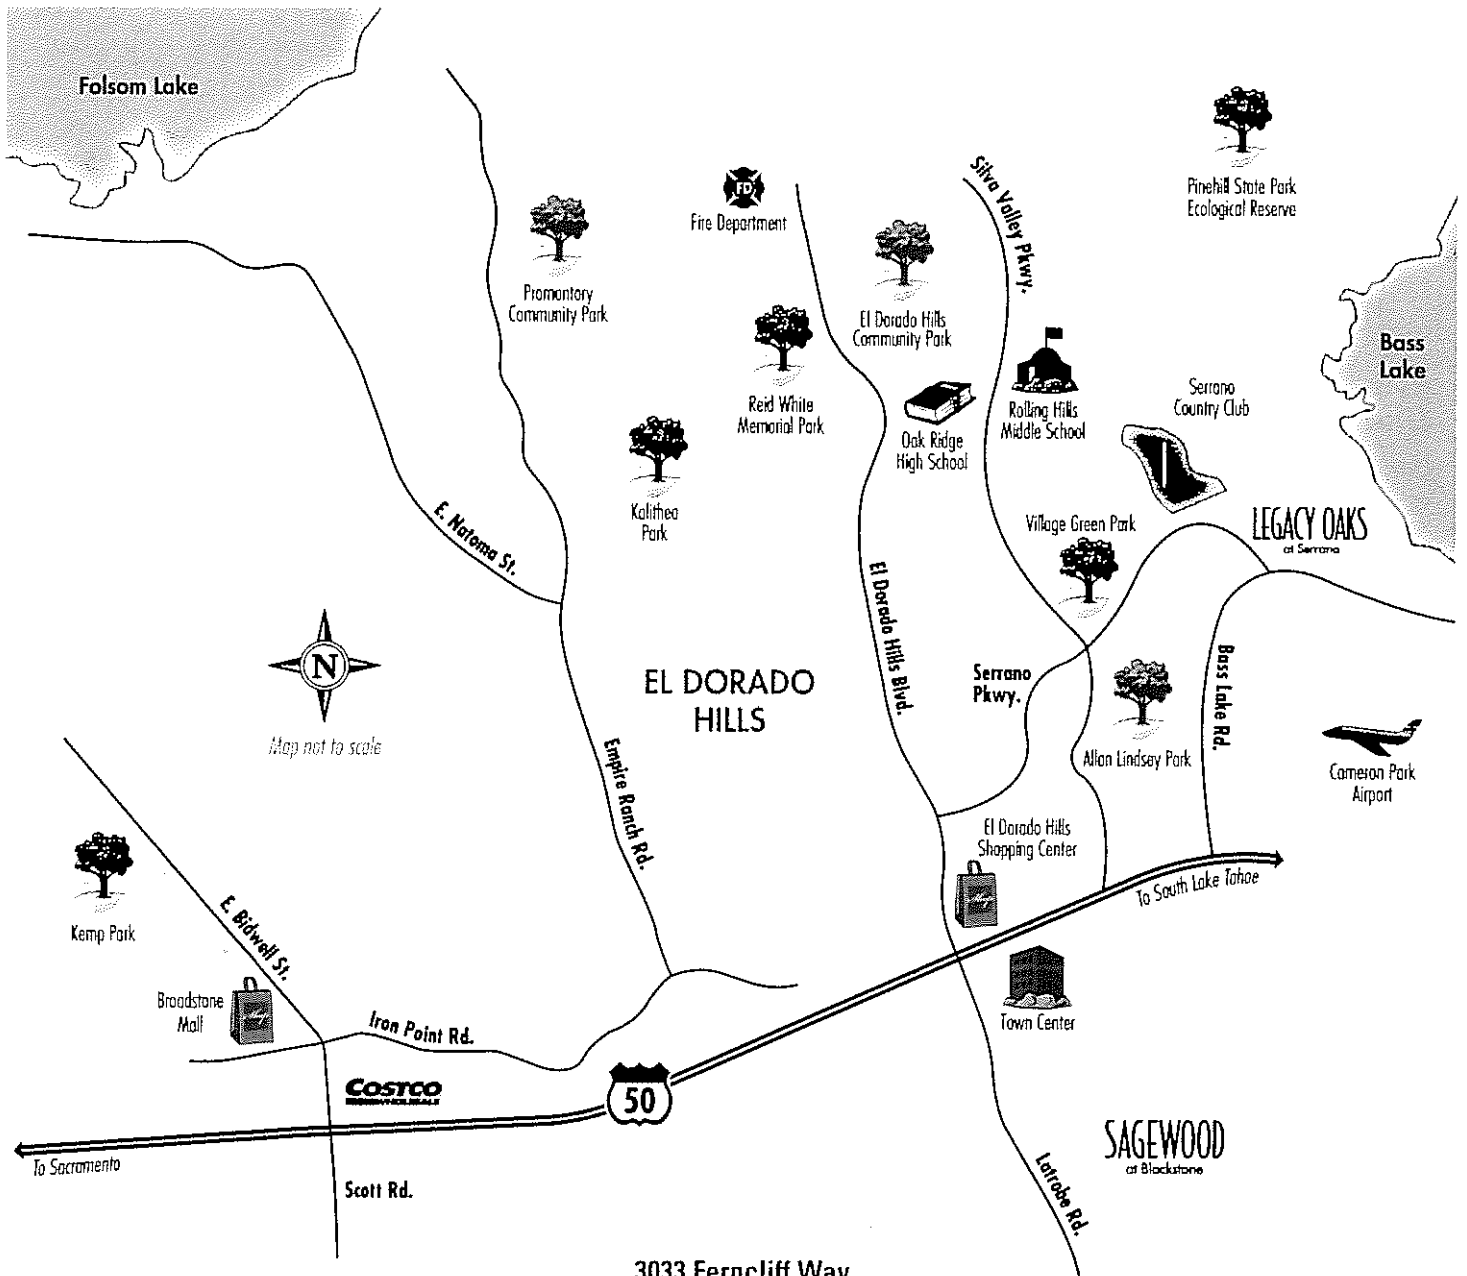 Folsom Lake
Pinehill State Park
Ecological Reserve
Silva Valley Pkwy.
FD
Fire Department
Promontory
Community Park
El Dorado Hills
Community Park
Bass
Lake
Reid White
Memorial Park
Serrano
Country Club
Rolling Hills
Middle School
Oak Ridge
High School
Kalithea
Park
E. Natoma St.
Village Green Park
LEGACY OAKS
at Serrano
El Dorado Hills Blvd.
N
Map not to scale
EL DORADO
HILLS
Serrano
Pkwy.
Bass Lake Rd.
Allan Lindsey Park
Cameron Park
Airport
Empire Ranch Rd.
El Dorado Hills
Shopping Center
To South Lake Tahoe
Kemp Park
E. Bidwell St.
Broadstone
Mall
Iron Point Rd.
Town Center
COSTCO
50
To Sacramento
Scott Rd.
SAGEWOOD
at Blackstone
Latrobe Rd.
3033 Ferncliff Way